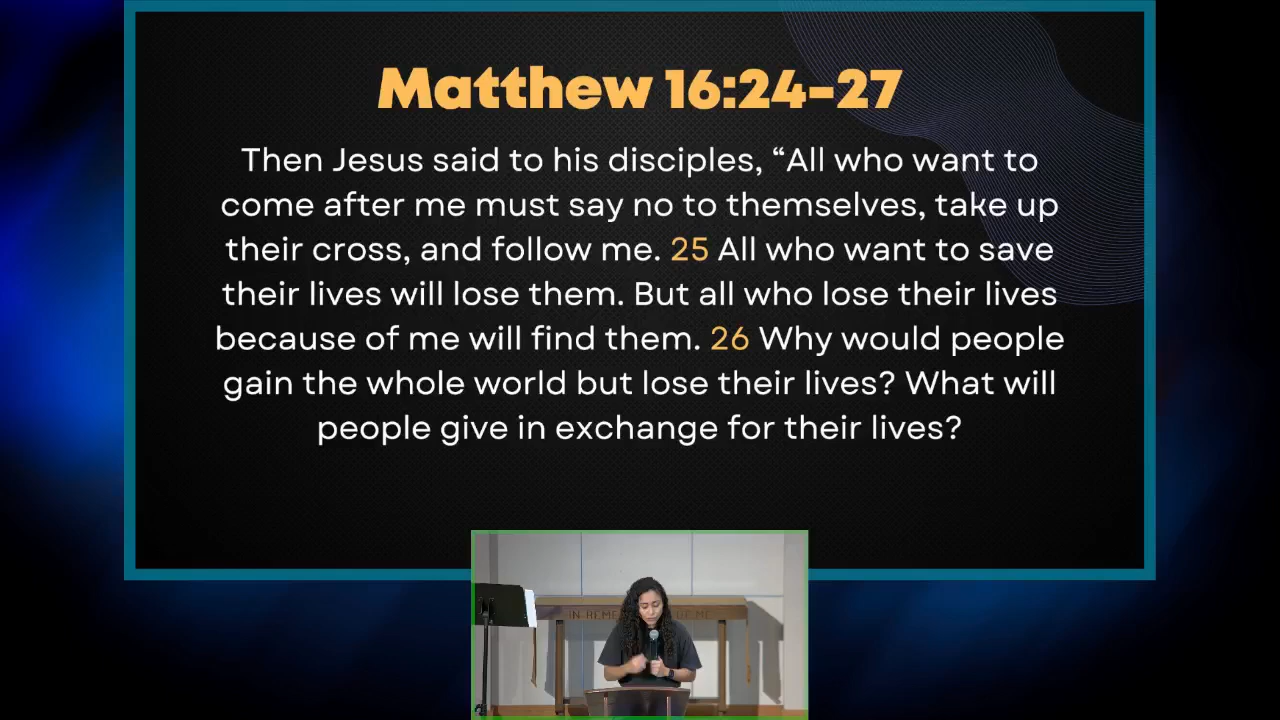 Matthew 16:24-27
Then Jesus said to his disciples, “All who want to
come after me must say no to themselves, take up
their cross, and follow me. 25 All who want to save
their lives will lose them. But all who lose their lives
because of me will find them. 26 Why would people
gain the whole world but lose their lives? What will
people give in exchange for their lives?
IN REME